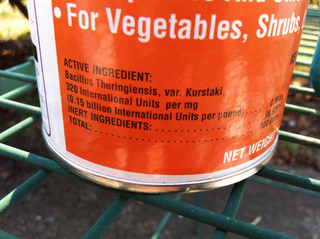 • For Vegetables, Shrubs,
ACTIVE INGREDIENT:
Bacillus Thuringiensis, var. Kurstaki,
320 International Units per mg
(0.15 billion International Units per pound)
INERT INGREDIENTS:
TOTAL:
NET WEIGHT